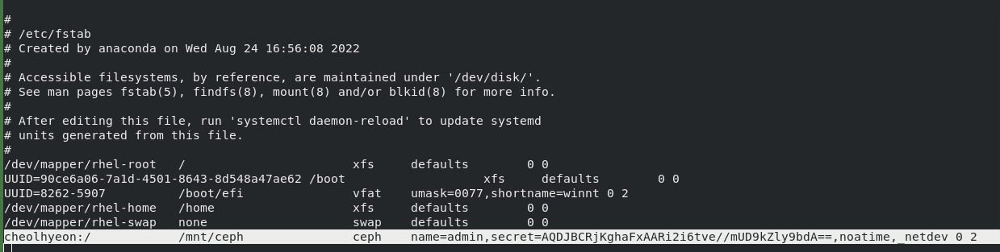 #
# /etc/fstab
# Created by anaconda on Wed Aug 24 16:56:08 2022
#
# Accessible filesystems, by reference, are maintained under '/dev/disk/'.
# See man pages fstab(5), findfs(8), mount(8) and/or blkid(8) for more info.
#
# After editing this file, run 'systemctl daemon-reload' to update systemd
# units generated from this file.
#
/dev/mapper/rhel-root   /                       xfs     defaults        0 0
UUID=90ce6a06-7a1d-4501-8643-8d548a47ae62 /boot                   xfs     defaults        0 0
UUID=8262-5907          /boot/efi               vfat    umask=0077,shortname=winnt 0 2
/dev/mapper/rhel-home   /home                   xfs     defaults        0 0
/dev/mapper/rhel-swap   none                    swap    defaults        0 0
cheolhyeon:/            /mnt/ceph               ceph    name=admin,secret=AQDJBCRjKghaFxAARi2i6tve//mUD9kZly9bdA==,noatime,_netdev 0 2